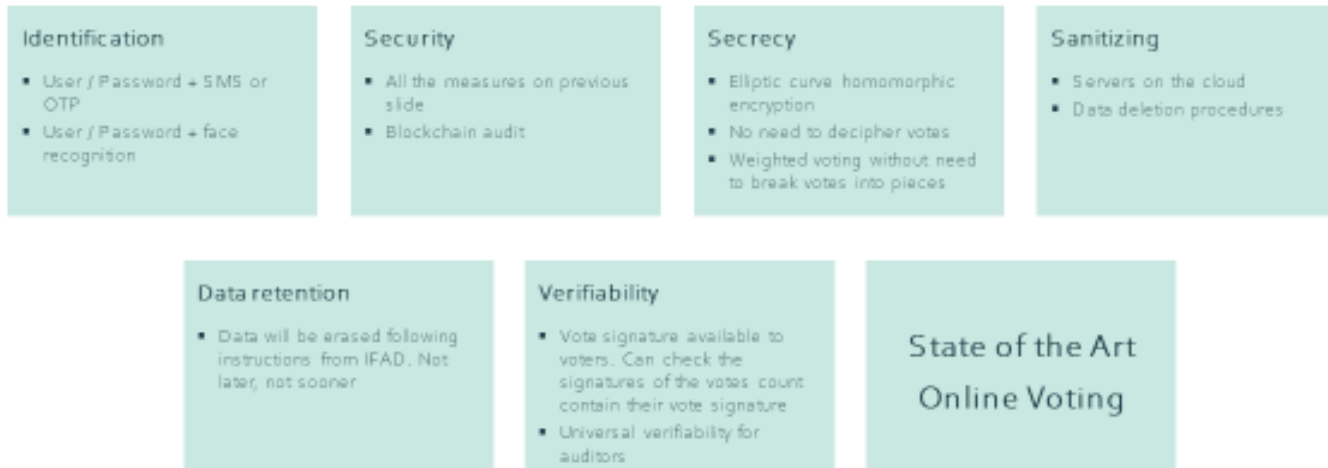 Identification
▪ User / Password + SMS or
OTP
▪ User / Password + face
recognition
Security
▪ All the measures on previous
slide
▪ Blockchain audit
Secrecy
▪ Elliptic curve homomorphic
encryption
▪ No need to decipher votes
▪ Weighted voting without need
to break votes into pieces
Sanitizing
▪ Servers on the cloud
▪ Data deletion procedures
Data retention
▪ Data will be erased following
instructions from IFAD. Not
later, not sooner
Verifiability
▪ Vote signature available to
voters. Can check the
signatures of the votes count
contain their vote signature
▪ Universal verifiability for
auditors
State of the Art
Online Voting